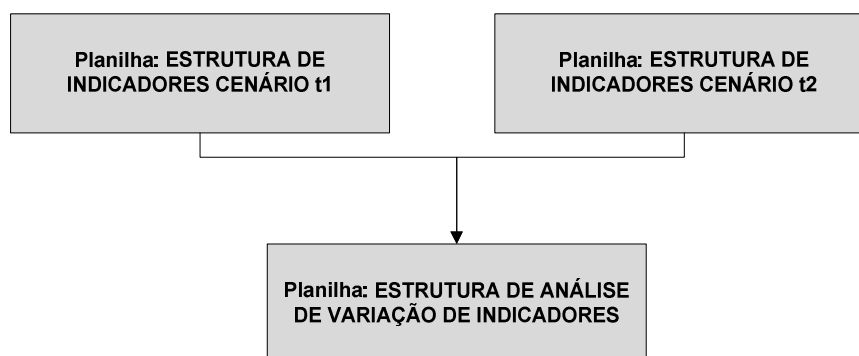 Planilha: ESTRUTURA DE
INDICADORES CENÁRIO t1
Planilha: ESTRUTURA DE
INDICADORES CENÁRIO t2
Planilha: ESTRUTURA DE ANÁLISE
DE VARIAÇÃO DE INDICADORES